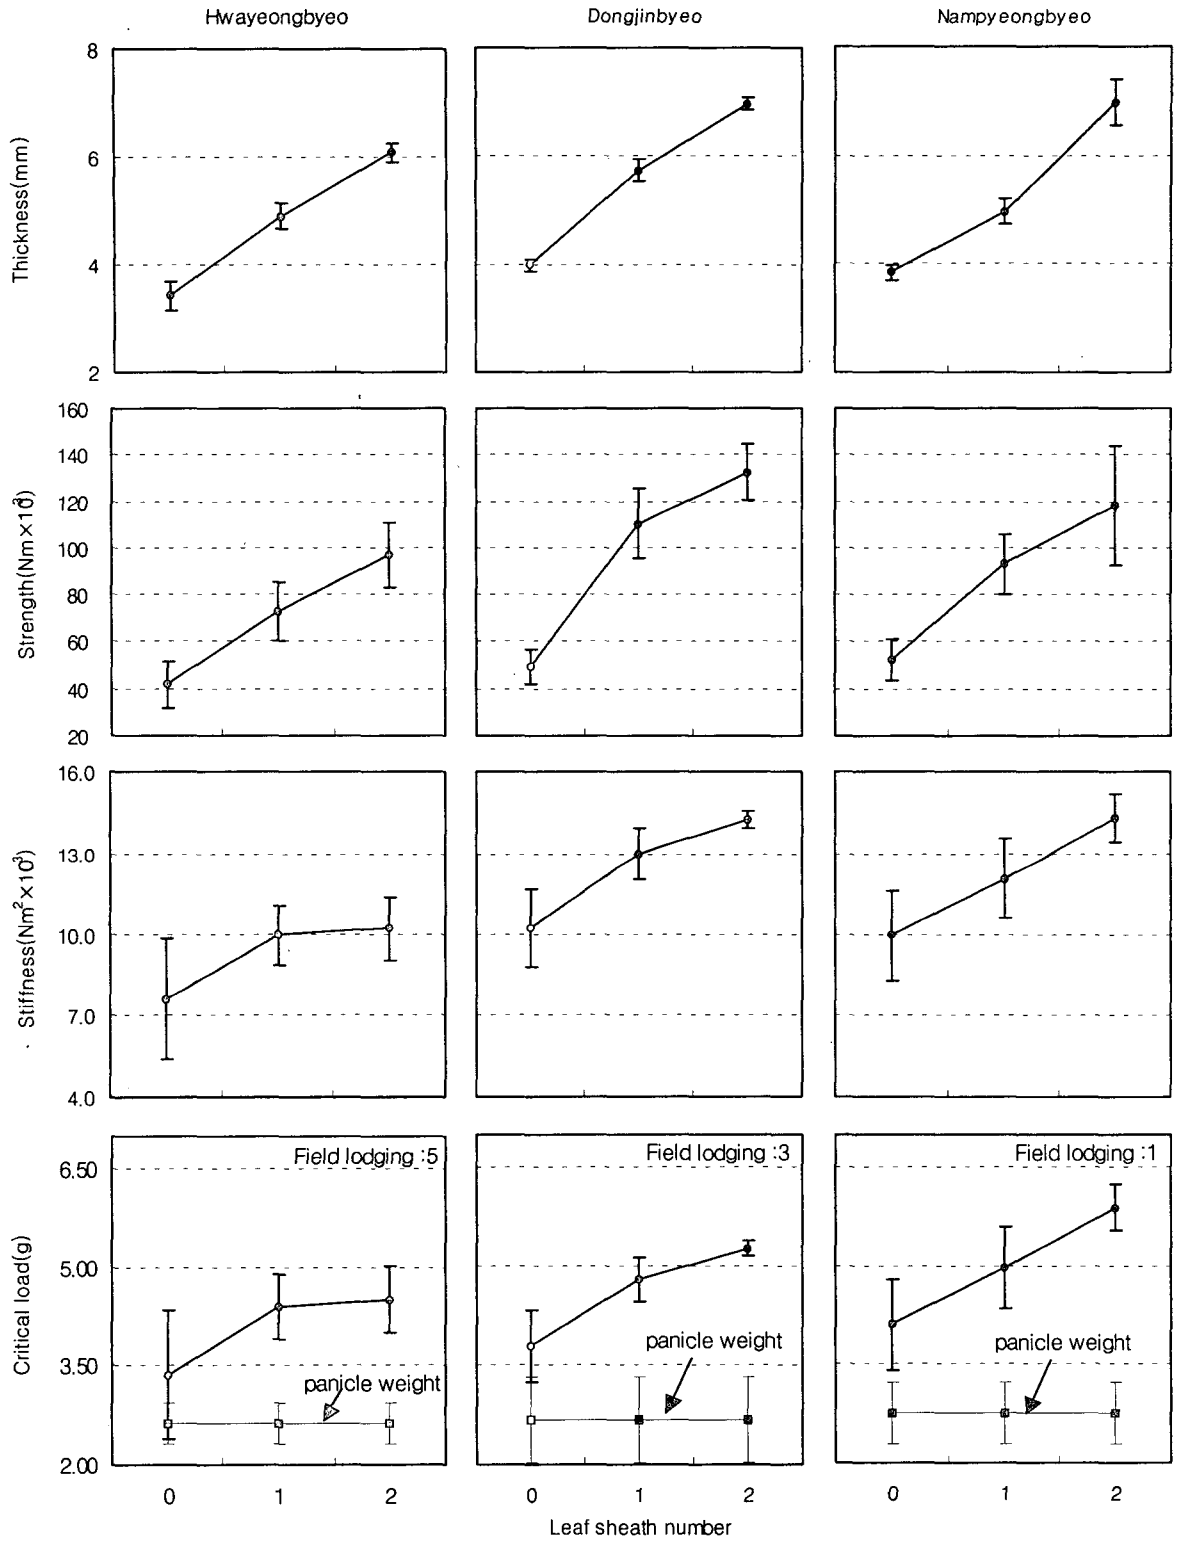 Hwayeongbyeo Dongjinbyeo Nampyeongbyeo
8
6
4
2
Thickness(mm)
160
140
120
100
80
60
40
20
Strength(Nm×10³)
16.0
13.0
10.0
7.0
4.0
Stiffness(Nm²×10³)
Field lodging :5 Field lodging :3 Field lodging :1
6.50
5.00
3.50
2.00
Critical load(g)
panicle weight panicle weight panicle weight
0 1 2 0 1 2 0 1 2
Leaf sheath number